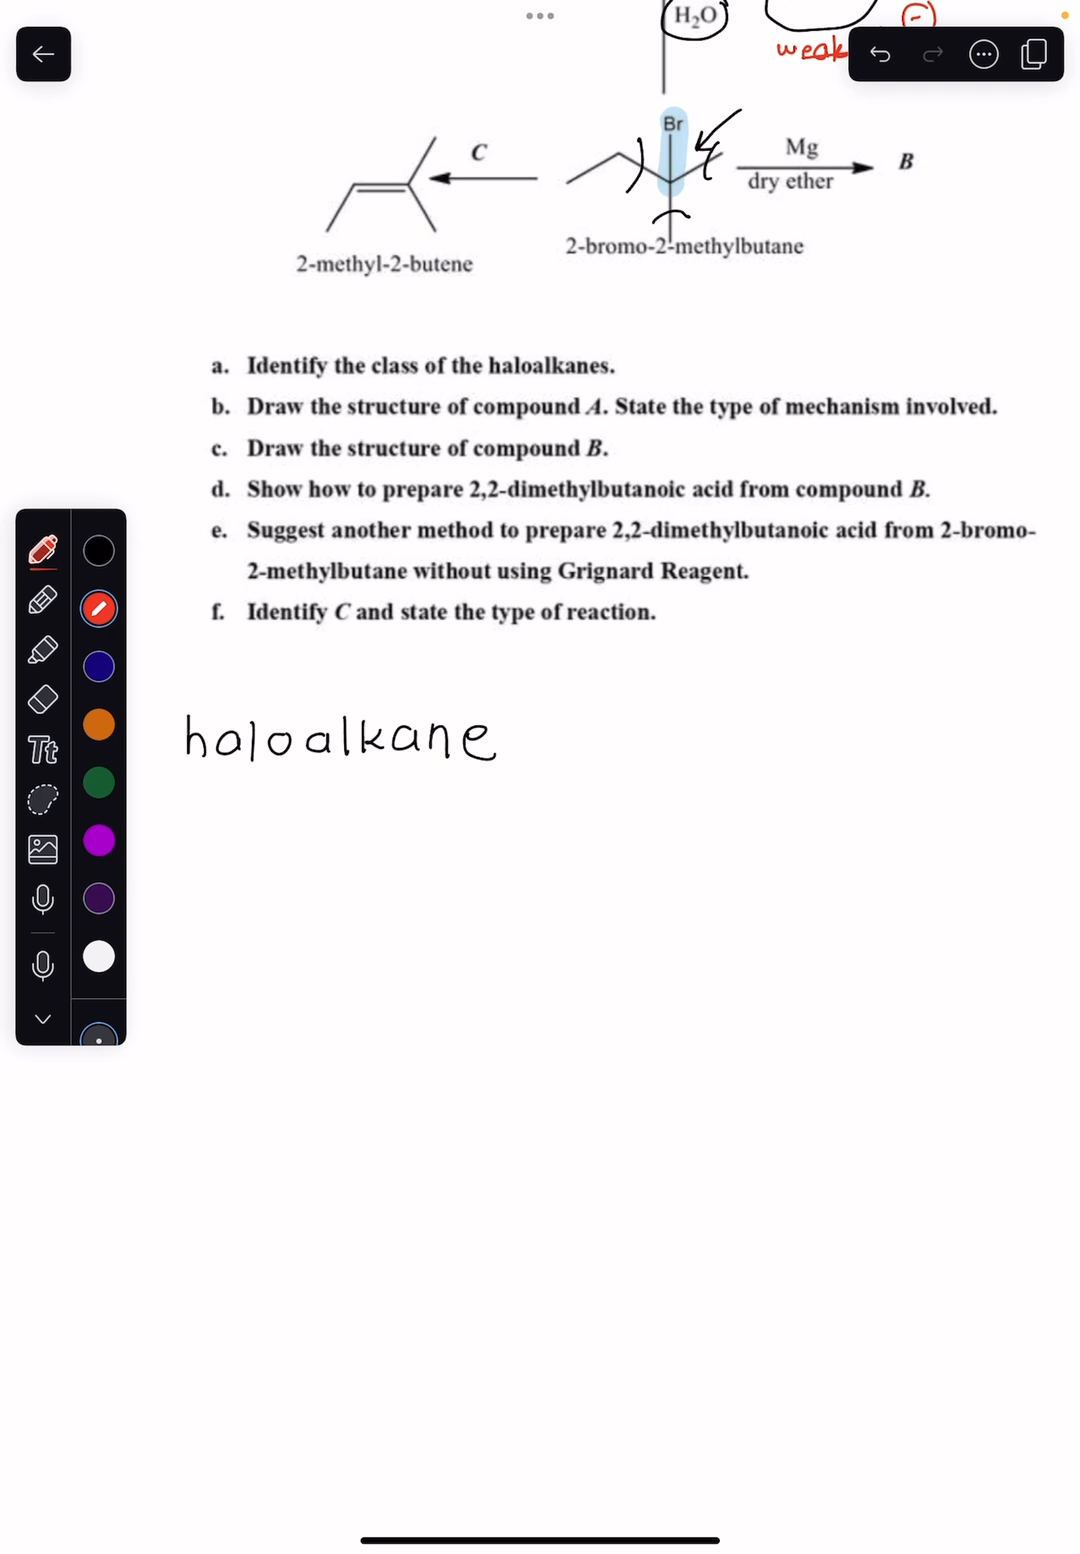 H₂O
weak
Br
C
Mg
dry ether
B
2-bromo-2-methylbutane
2-methyl-2-butene
a. Identify the class of the haloalkanes.
b. Draw the structure of compound A. State the type of mechanism involved.
c. Draw the structure of compound B.
d. Show how to prepare 2,2-dimethylbutanoic acid from compound B.
e. Suggest another method to prepare 2,2-dimethylbutanoic acid from 2-bromo-
2-methylbutane without using Grignard Reagent.
f. Identify C and state the type of reaction.
Tt
haloalkane